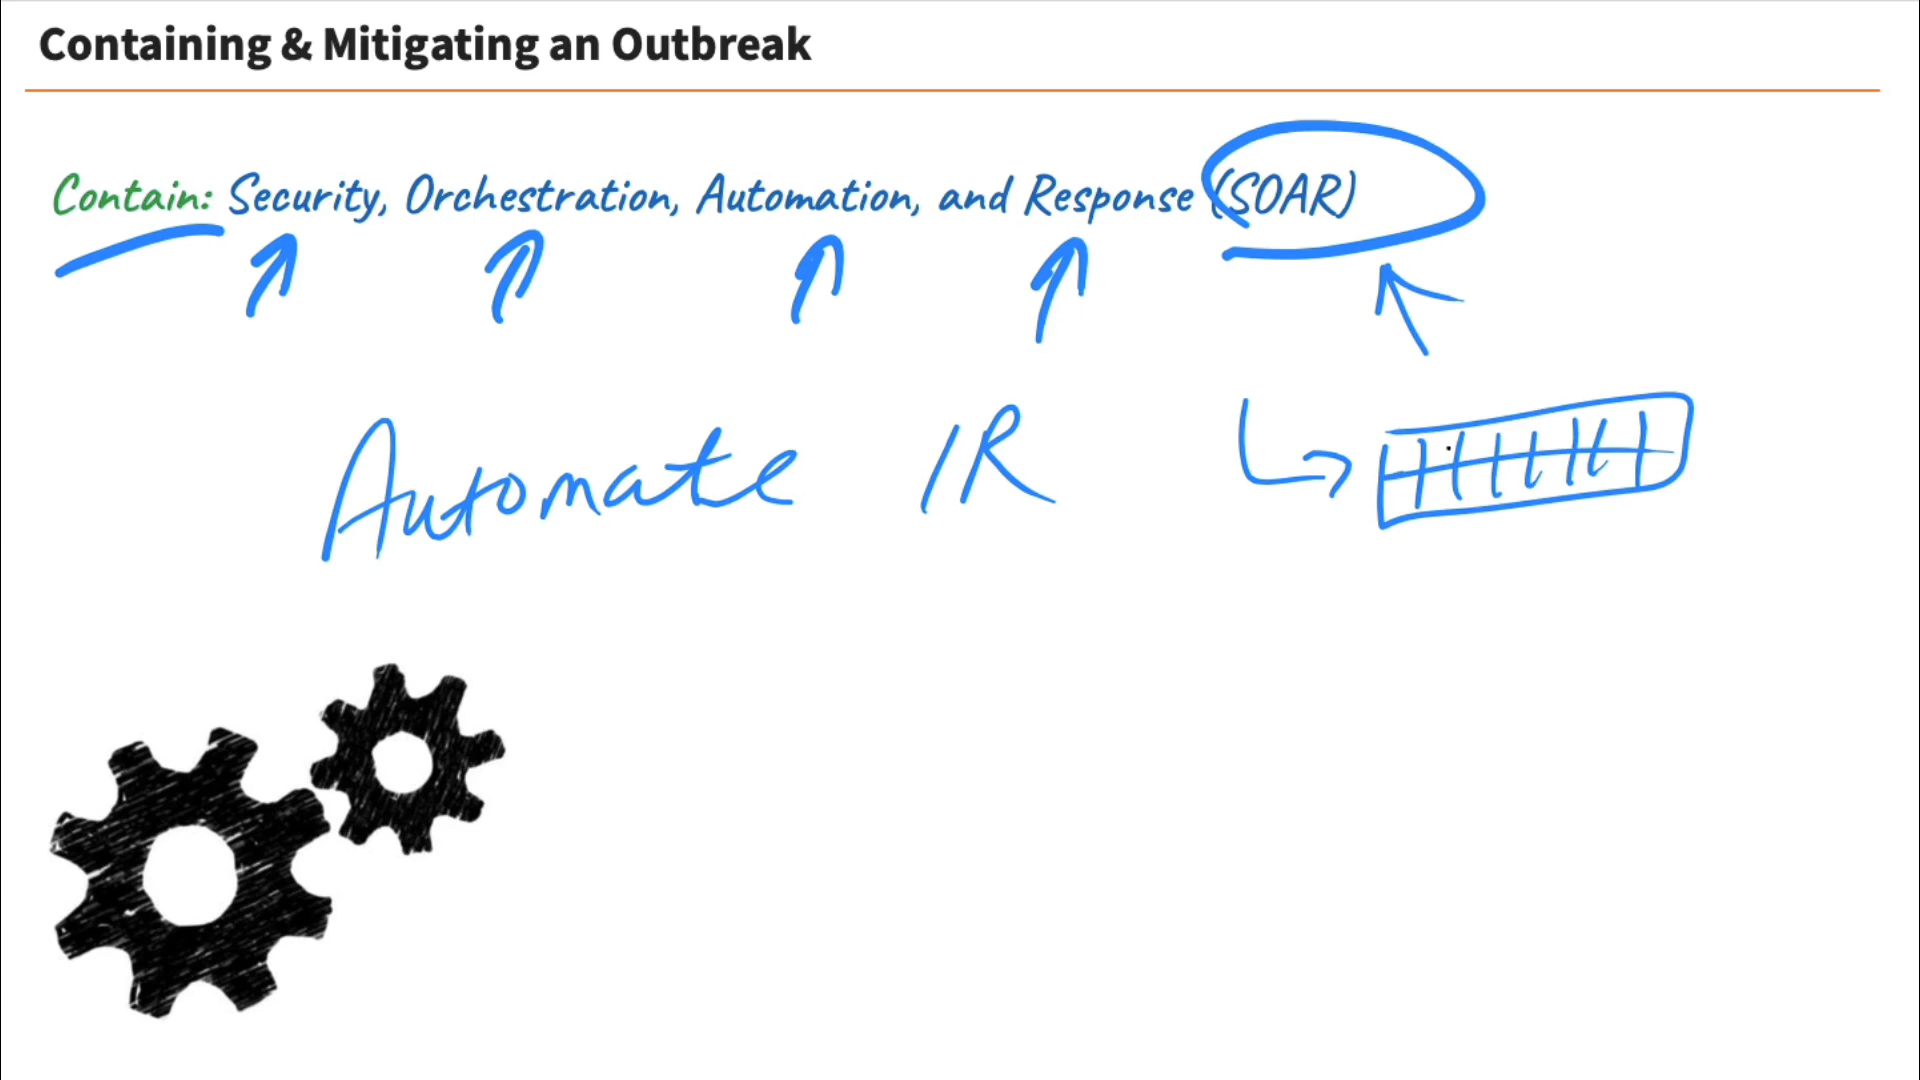 Containing & Mitigating an Outbreak
Contain: Security, Orchestration, Automation, and Response (SOAR)
Automate IR